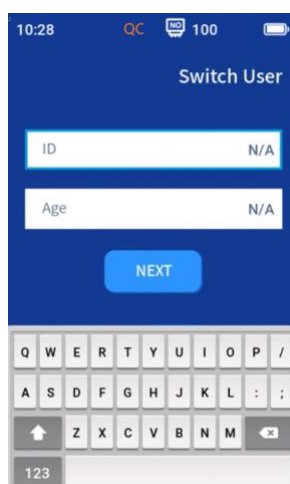 10:28 QC NO 100
Switch User
ID N/A
Age N/A
NEXT
Q W E R T Y U I O P /
A S D F G H J K L : ;
Z X C V B N M
123